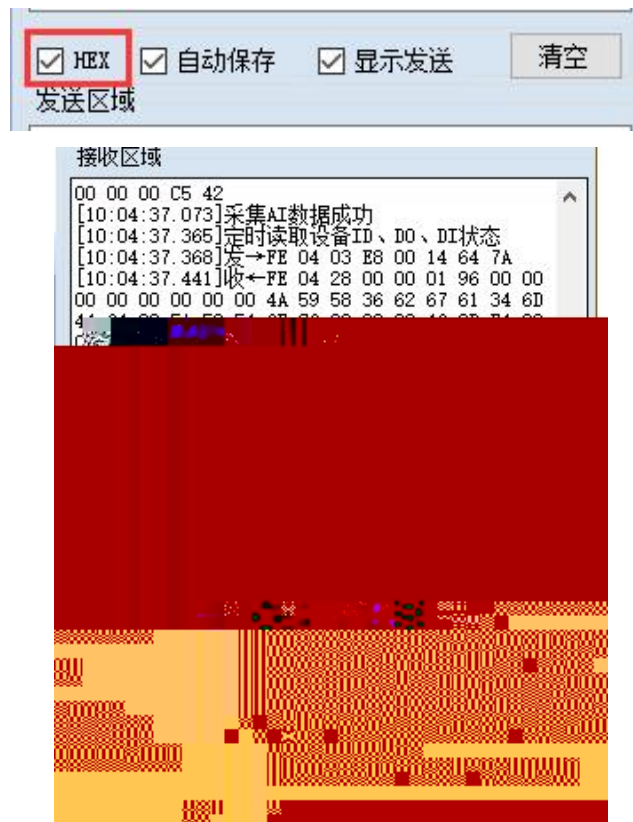 HEX 自动保存 显示发送 清空
发送区域
接收区域
00 00 00 C5 42
[10:04:37.073]采集AI数据成功
[10:04:37.365]定时读取设备ID、DO、DI状态
[10:04:37.368]发→FE 04 03 E8 00 14 64 7A
[10:04:37.441]收←FE 04 28 00 00 01 96 00 00
00 00 00 00 00 00 4A 59 58 36 62 67 61 34 6D